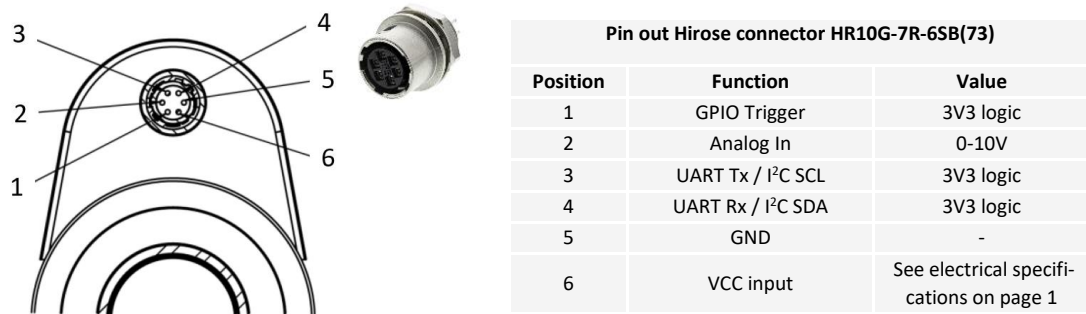 3
4
2
5
1
6
Pin out Hirose connector HR10G-7R-6SB(73)
Position Function Value
1 GPIO Trigger 3V3 logic
2 Analog In 0-10V
3 UART Tx / I²C SCL 3V3 logic
4 UART Rx / I²C SDA 3V3 logic
5 GND -
6 VCC input See electrical specifi-
cations on page 1